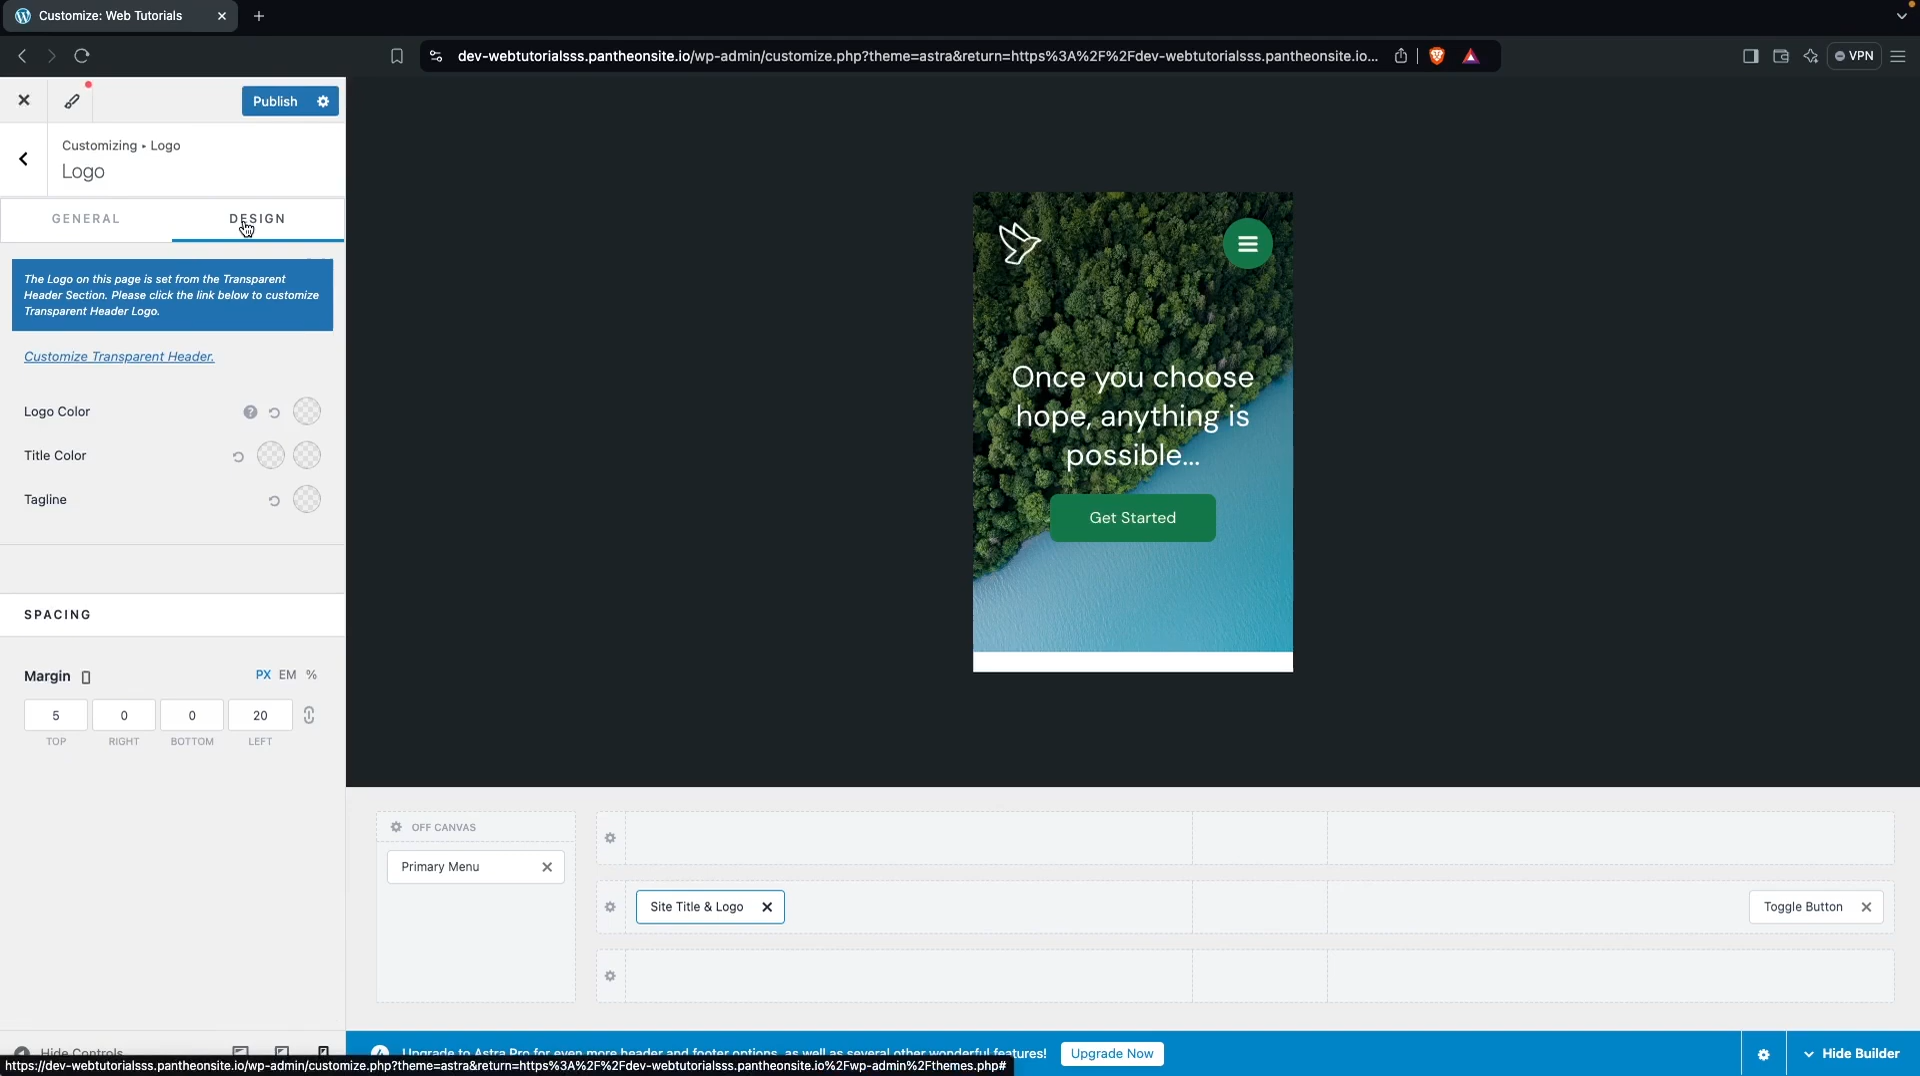 Customize: Web Tutorials
dev-webtutorialsss.pantheonsite.io/wp-admin/customize.php?theme=astra&return=https%3A%2F%2Fdev-webtutorialsss.pantheonsite.io...
VPN
Publish
Customizing ▸ Logo
Logo
GENERAL
DESIGN
The Logo on this page is set from the Transparent
Header Section. Please click the link below to customize
Transparent Header Logo.
Customize Transparent Header.
Logo Color
Title Color
Tagline
SPACING
Margin
PX EM %
5 0 0 20
TOP RIGHT BOTTOM LEFT
Once you choose
hope, anything is
possible...
Get Started
OFF CANVAS
Primary Menu
Site Title & Logo
Toggle Button
Hide Controls
Upgrade to Astra Pro for even more header and footer options, as well as several other wonderful features!
Upgrade Now
Hide Builder
https://dev-webtutorialsss.pantheonsite.io/wp-admin/customize.php?theme=astra&return=https%3A%2F%2Fdev-webtutorialsss.pantheonsite.io%2Fwp-admin%2Fthemes.php#